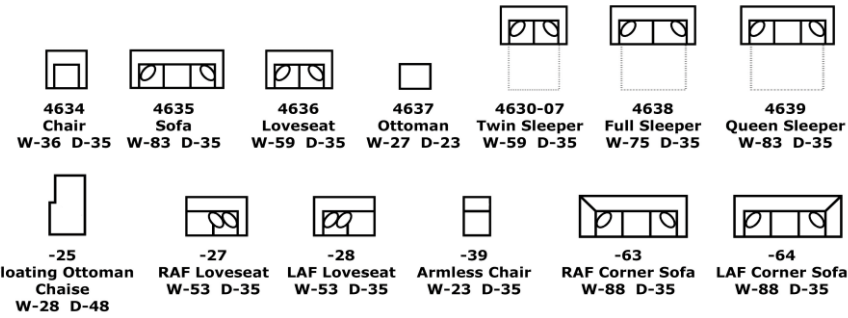 4634
Chair
W-36 D-35
4635
Sofa
W-83 D-35
4636
Loveseat
W-59 D-35
4637
Ottoman
W-27 D-23
4630-07
Twin Sleeper
W-59 D-35
4638
Full Sleeper
W-75 D-35
4639
Queen Sleeper
W-83 D-35
-25
loating Ottoman
Chaise
W-28 D-48
-27
RAF Loveseat
W-53 D-35
-28
LAF Loveseat
W-53 D-35
-39
Armless Chair
W-23 D-35
-63
RAF Corner Sofa
W-88 D-35
-64
LAF Corner Sofa
W-88 D-35